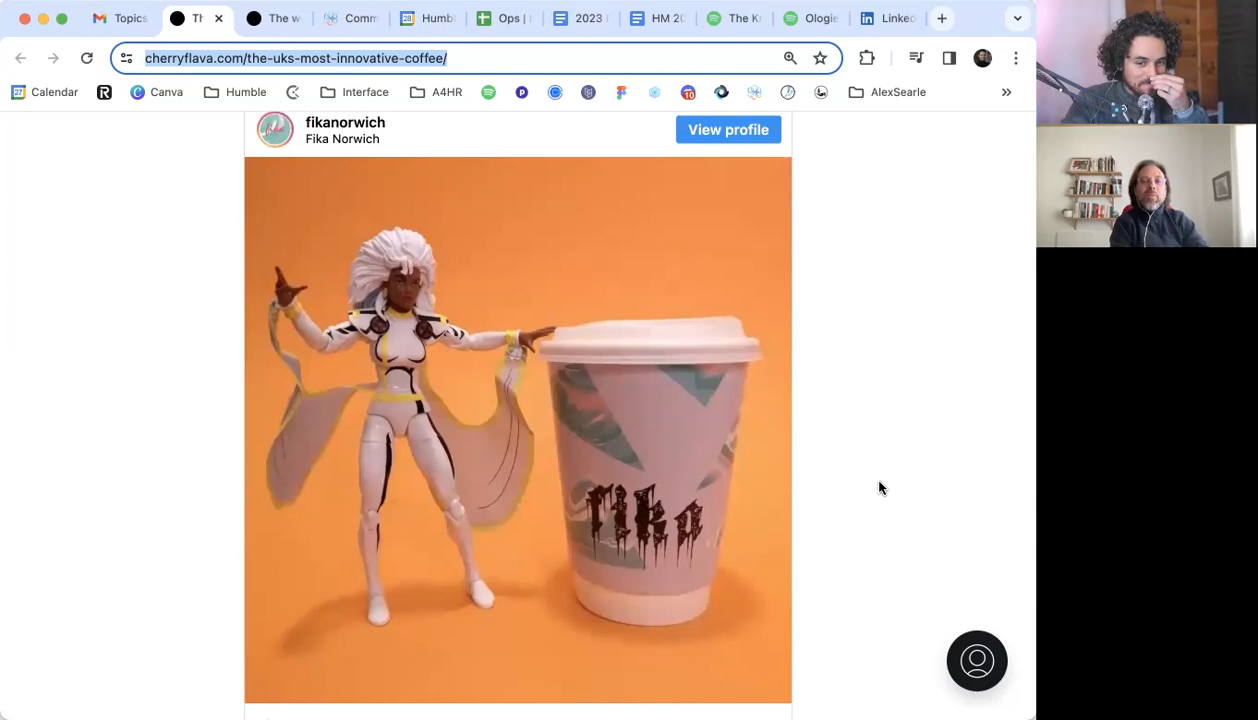 Topics
Th
The w
Comm
Humb
Ops |
2023
HM 20
The K
Ologie
Linked
cherryflava.com/the-uks-most-innovative-coffee/
Calendar
Canva
Humble
Interface
A4HR
10
AlexSearle
fikanorwich
Fika Norwich
View profile
fika